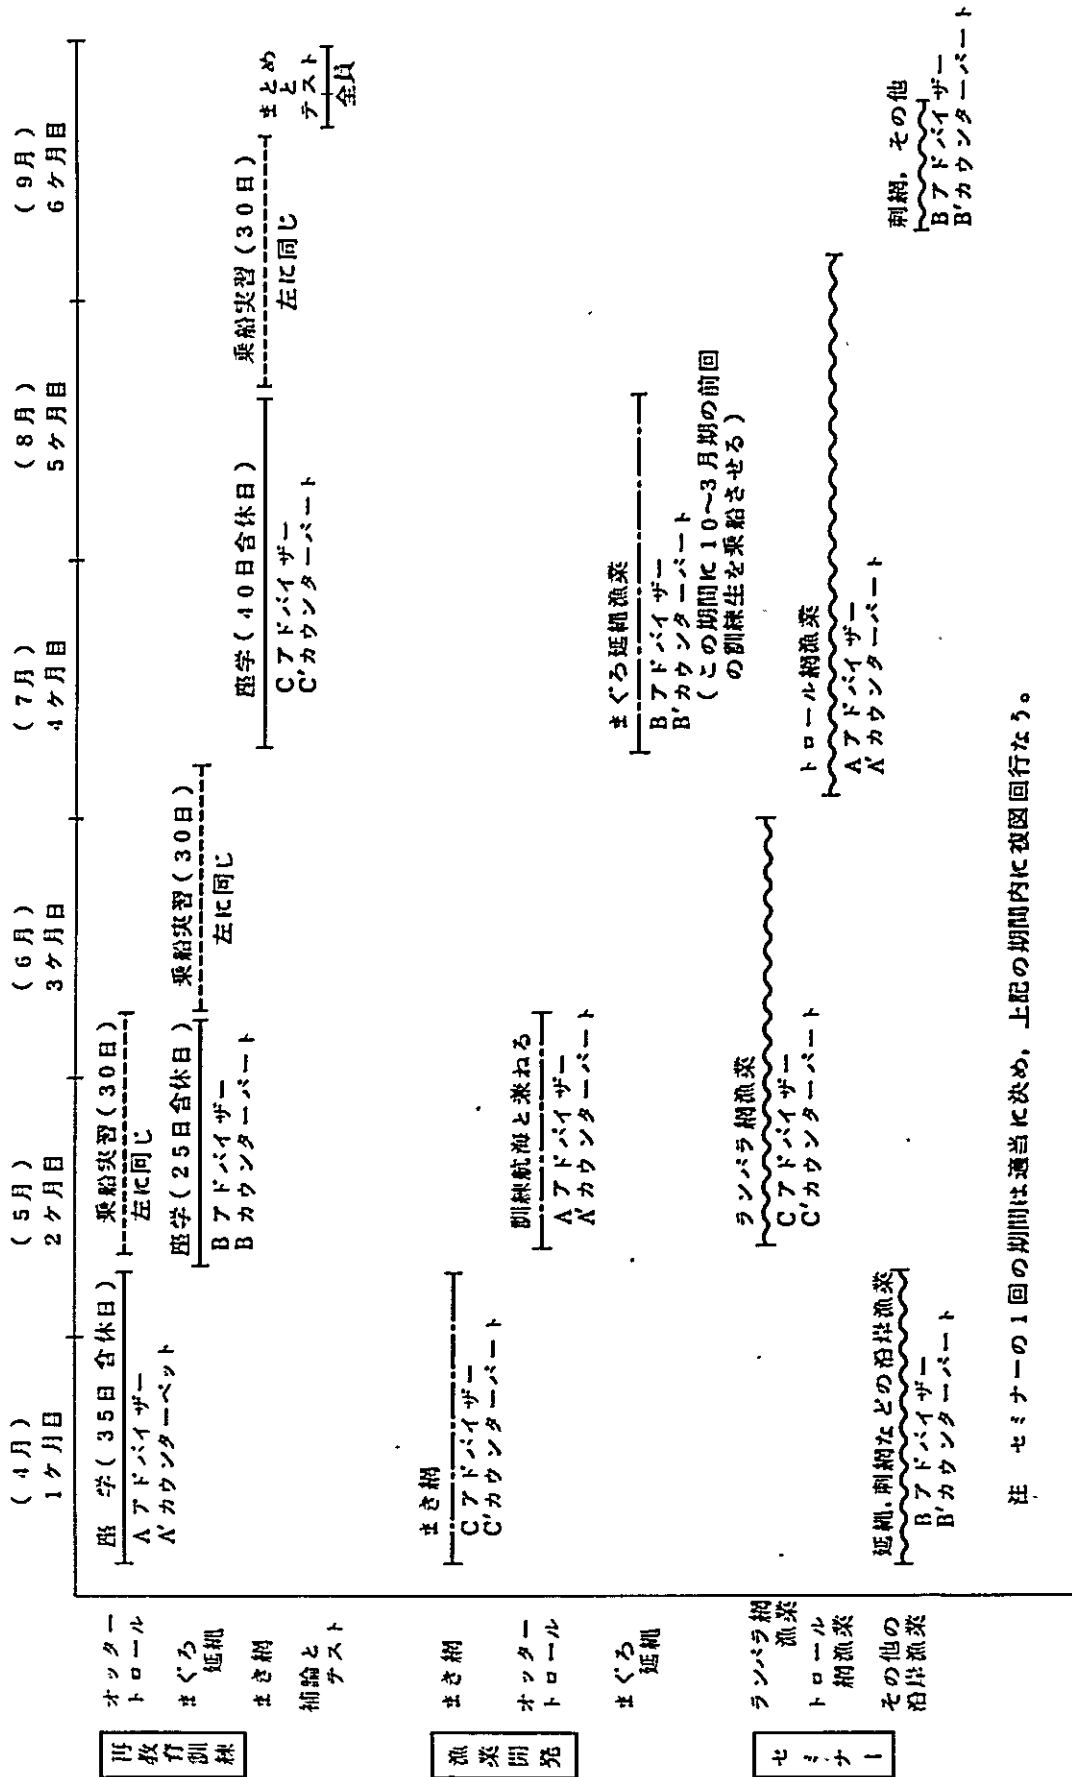 (4月)
1ヶ月目
(5月)
2ヶ月目
(6月)
3ヶ月目
(7月)
4ヶ月目
(8月)
5ヶ月目
(9月)
6ヶ月目
再教育訓練
オッター
トロール
座 学(35日 含休日)
Aアドバイザー
A'カウンターペット
乗船実習(30日)
左に同じ
まぐろ
延縄
座学(25日含休日)
Bアドバイザー
Bカウンターパート
乗船実習(30日)
左に同じ
まき網
座学(40日含休日)
Cアドバイザー
C'カウンターパート
乗船実習(30日)
左に同じ
補論と
テスト
まとめ
と
テスト
全員
漁業開発
まき網
まき網
Cアドバイザー
C'カウンターパート
オッター
トロール
訓練航海と兼ねる
Aアドバイザー
A'カウンターパート
まぐろ
延縄
まぐろ延縄漁業
Bアドバイザー
B'カウンターパート
(この期間に10~3月期の前回
の訓練生を乗船させる)
セミナー
ランパラ網
漁業
ランパラ網漁業
Cアドバイザー
C'カウンターパート
トロール
網漁業
トロール網漁業
Aアドバイザー
A'カウンターパート
その他の
沿岸漁業
延縄,刺網などの沿岸漁業
Bアドバイザー
B'カウンターパート
刺網,その他
Bアドバイザー
B'カウンターパート
注 セミナーの1回の期間は適当に決め,上記の期間内に複図回行なう。